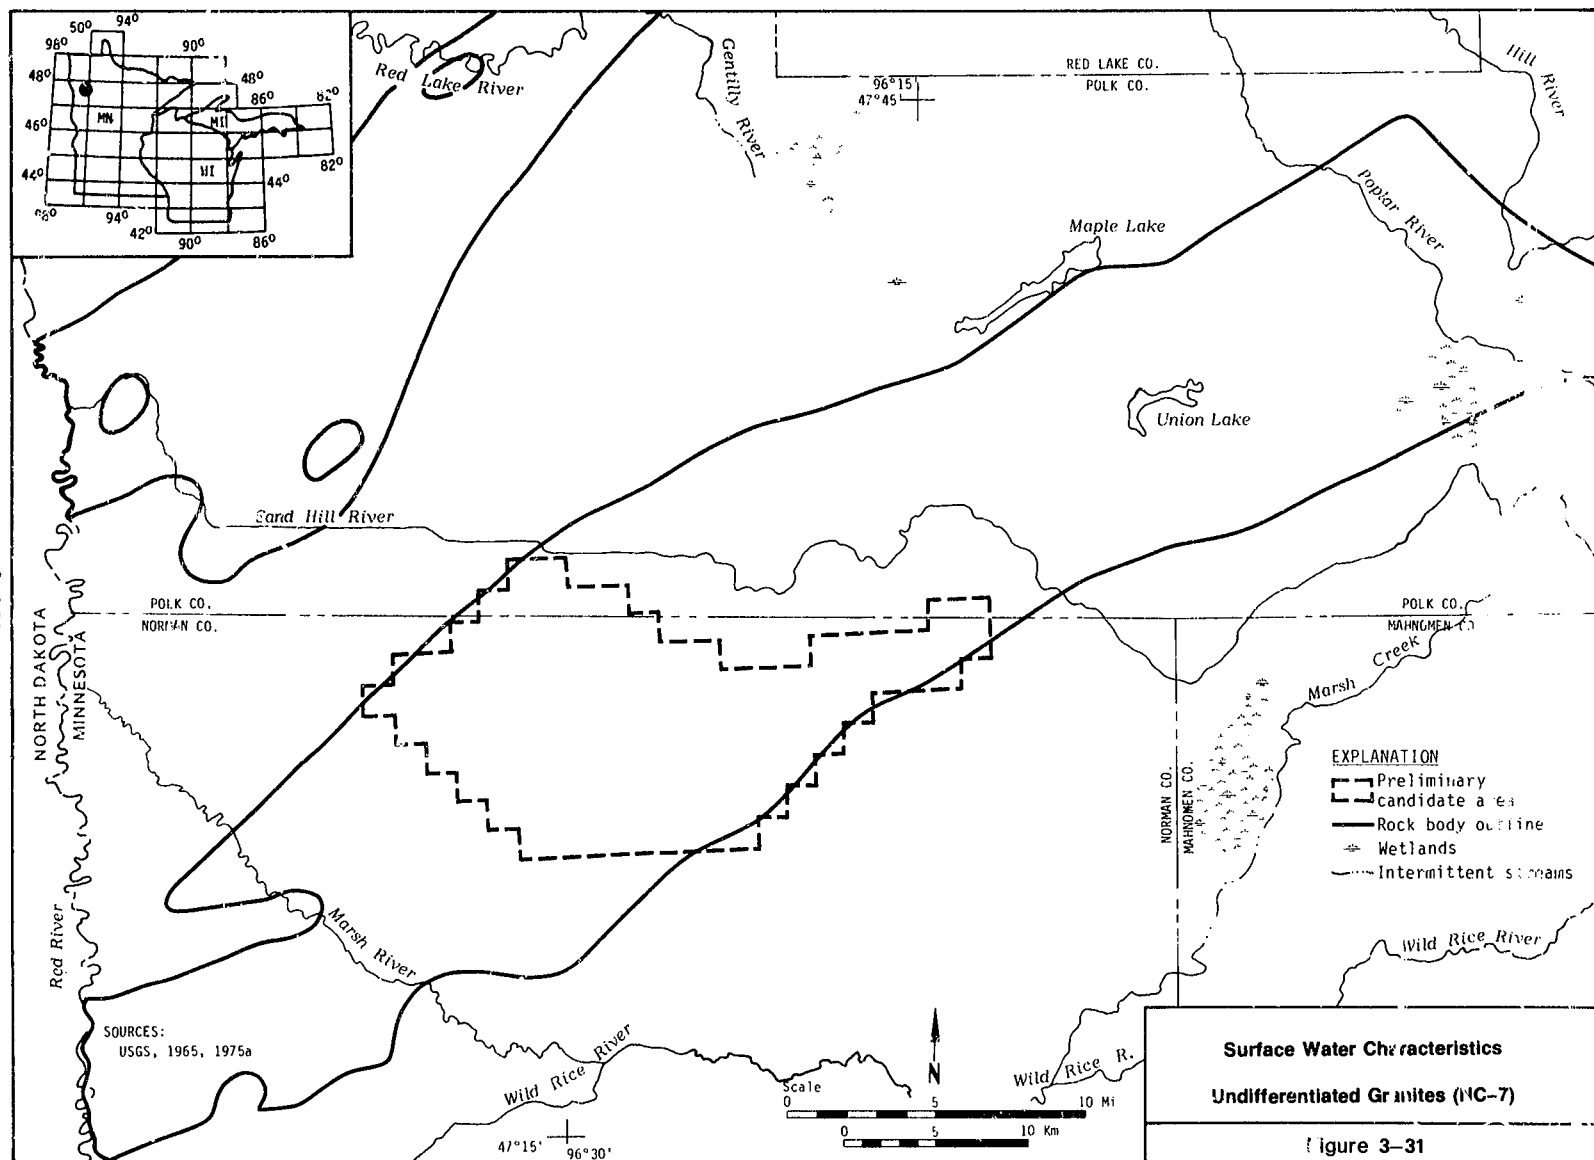 50° 94°
98° 90°
48° 48°
86° 82°
MN MI
46°
WI
82°
44° 44°
98° 94°
42° 90° 86°
Red Lake River
Gentilly River
RED LAKE CO.
POLK CO.
96°15'
47°45'
Hill River
Poplar River
Maple Lake
Union Lake
Sand Hill River
POLK CO.
NORMAN CO.
POLK CO.
MAHNOMEN CO
NORTH DAKOTA
MINNESOTA
Marsh Creek
NORMAN CO.
MAHNOMEN CO.
EXPLANATION
Preliminary
candidate area
Rock body outline
Wetlands
Intermittent streams
Red River
Marsh River
Wild Rice River
SOURCES:
USGS, 1965, 1975a
Wild Rice River
Wild Rice R.
N
Scale
0 5 10 Mi
0 5 10 Km
47°15'
96°30'
Surface Water Characteristics
Undifferentiated Granites (NC-7)
Figure 3-31